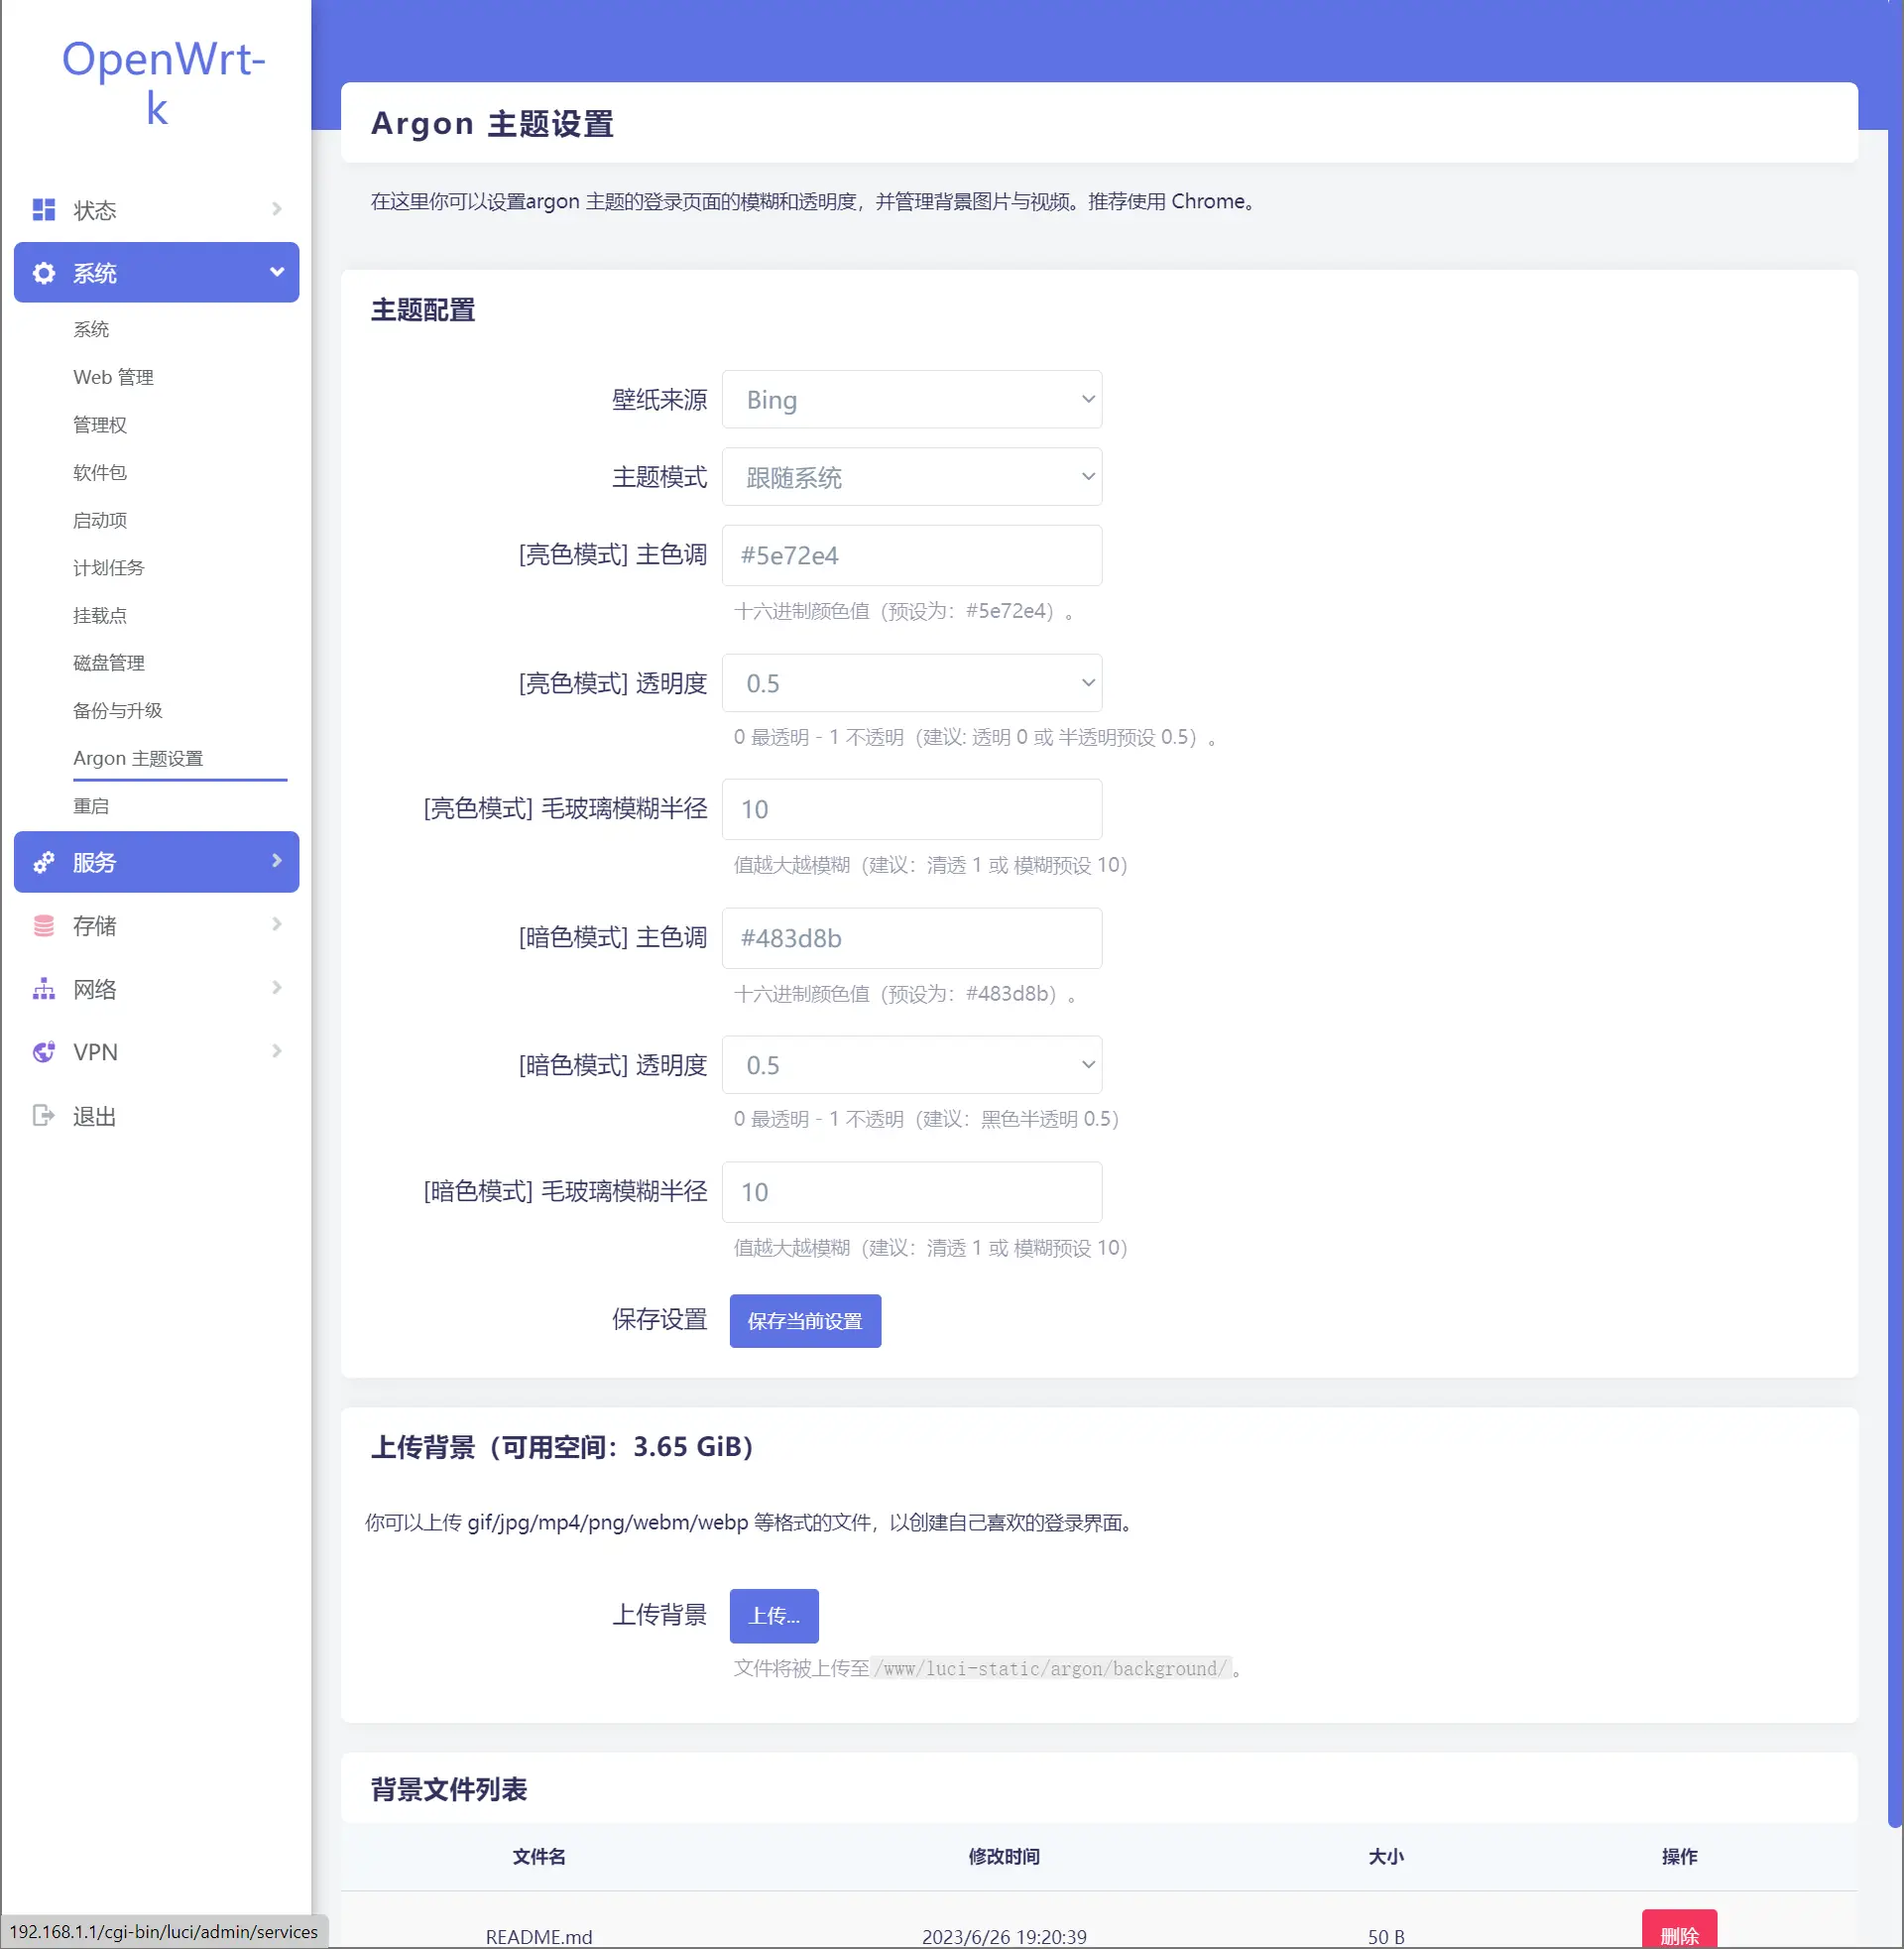 OpenWrt-
k
状态
系统
系统
Web 管理
管理权
软件包
启动项
计划任务
挂载点
磁盘管理
备份与升级
Argon 主题设置
重启
服务
存储
网络
VPN
退出
Argon 主题设置
在这里你可以设置argon 主题的登录页面的模糊和透明度，并管理背景图片与视频。推荐使用 Chrome。
主题配置
壁纸来源 Bing
主题模式 跟随系统
[亮色模式] 主色调 #5e72e4
十六进制颜色值（预设为：#5e72e4）。
[亮色模式] 透明度 0.5
0 最透明 - 1 不透明（建议: 透明 0 或 半透明预设 0.5）。
[亮色模式] 毛玻璃模糊半径 10
值越大越模糊（建议：清透 1 或 模糊预设 10）
[暗色模式] 主色调 #483d8b
十六进制颜色值（预设为：#483d8b）。
[暗色模式] 透明度 0.5
0 最透明 - 1 不透明（建议：黑色半透明 0.5）
[暗色模式] 毛玻璃模糊半径 10
值越大越模糊（建议：清透 1 或 模糊预设 10）
保存设置 保存当前设置
上传背景（可用空间：3.65 GiB）
你可以上传 gif/jpg/mp4/png/webm/webp 等格式的文件，以创建自己喜欢的登录界面。
上传背景 上传...
文件将被上传至 /www/luci-static/argon/background/。
背景文件列表
文件名 修改时间 大小 操作
README.md 2023/6/26 19:20:39 50 B 删除
192.168.1.1/cgi-bin/luci/admin/services